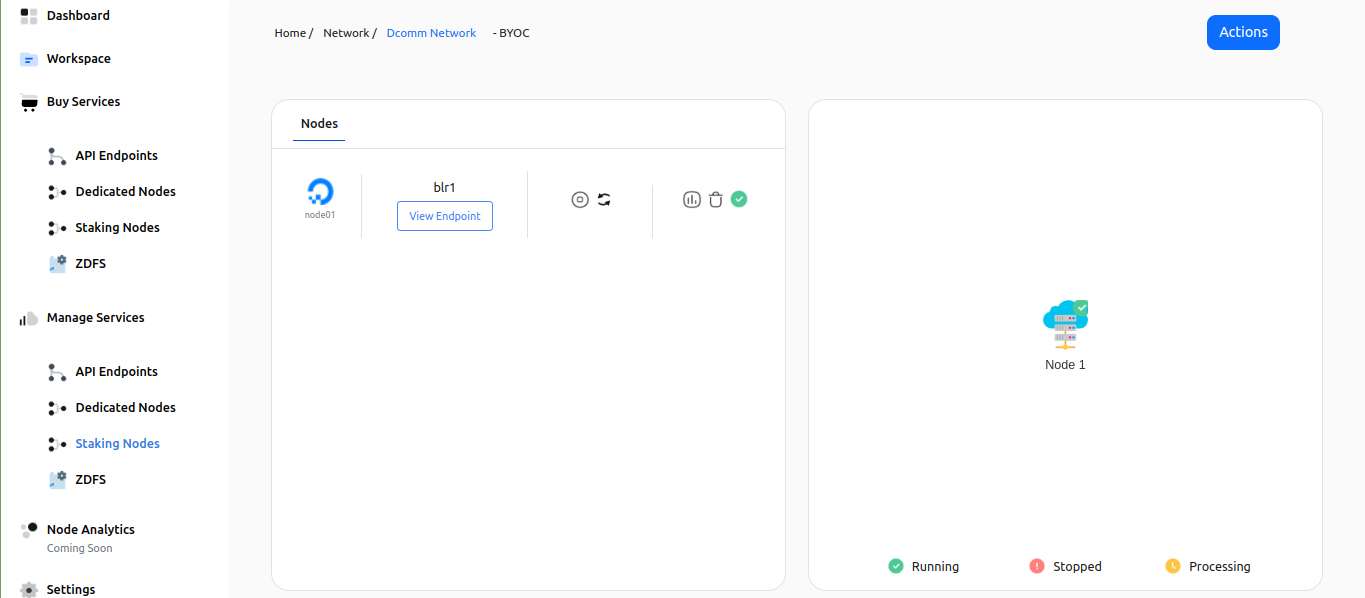 Dashboard
Workspace
Buy Services
API Endpoints
Dedicated Nodes
Staking Nodes
ZDFS
Manage Services
API Endpoints
Dedicated Nodes
Staking Nodes
ZDFS
Node Analytics
Coming Soon
Settings
Home / Network / Dcomm Network - BYOC
Actions
Nodes
node01
blr1
View Endpoint
Node 1
Running Stopped Processing